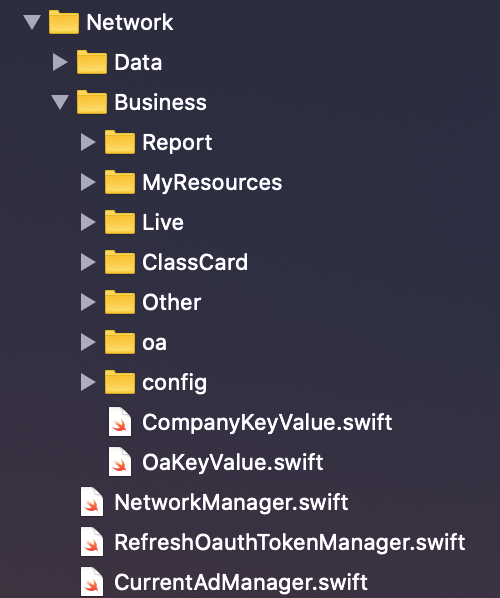 Network
Data
Business
Report
MyResources
Live
ClassCard
Other
oa
config
CompanyKeyValue.swift
OaKeyValue.swift
NetworkManager.swift
RefreshOauthTokenManager.swift
CurrentAdManager.swift